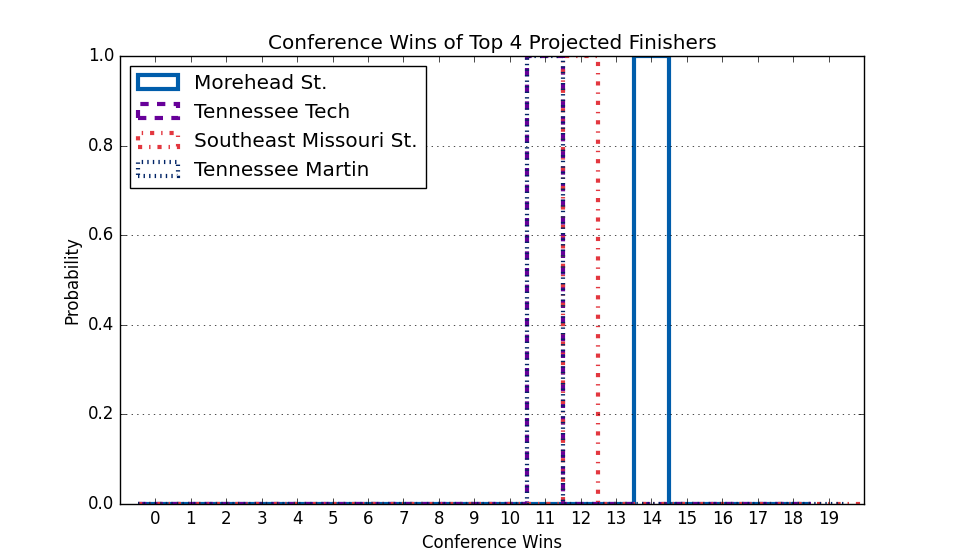 Conference Wins of Top 4 Projected Finishers
1.0
0.8
0.6
0.4
0.2
0.0
Probability
Morehead St.
Tennessee Tech
Southeast Missouri St.
Tennessee Martin
0 1 2 3 4 5 6 7 8 9 10 11 12 13 14 15 16 17 18 19
Conference Wins